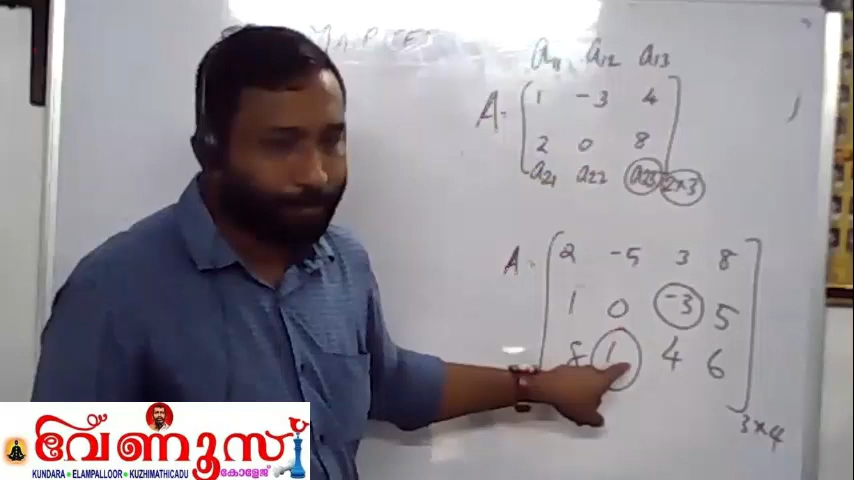 a11 a12 a13
A = [ 1 -3 4
2 0 8 ]
a21 a22 a23 2×3
A = [ 2 -5 3 8
1 0 -3 5
8 1 4 6 ]
3×4
വേണൂസ്
കോളേജ്
KUNDARA • ELAMPALLOOR • KUZHIMATHICADU